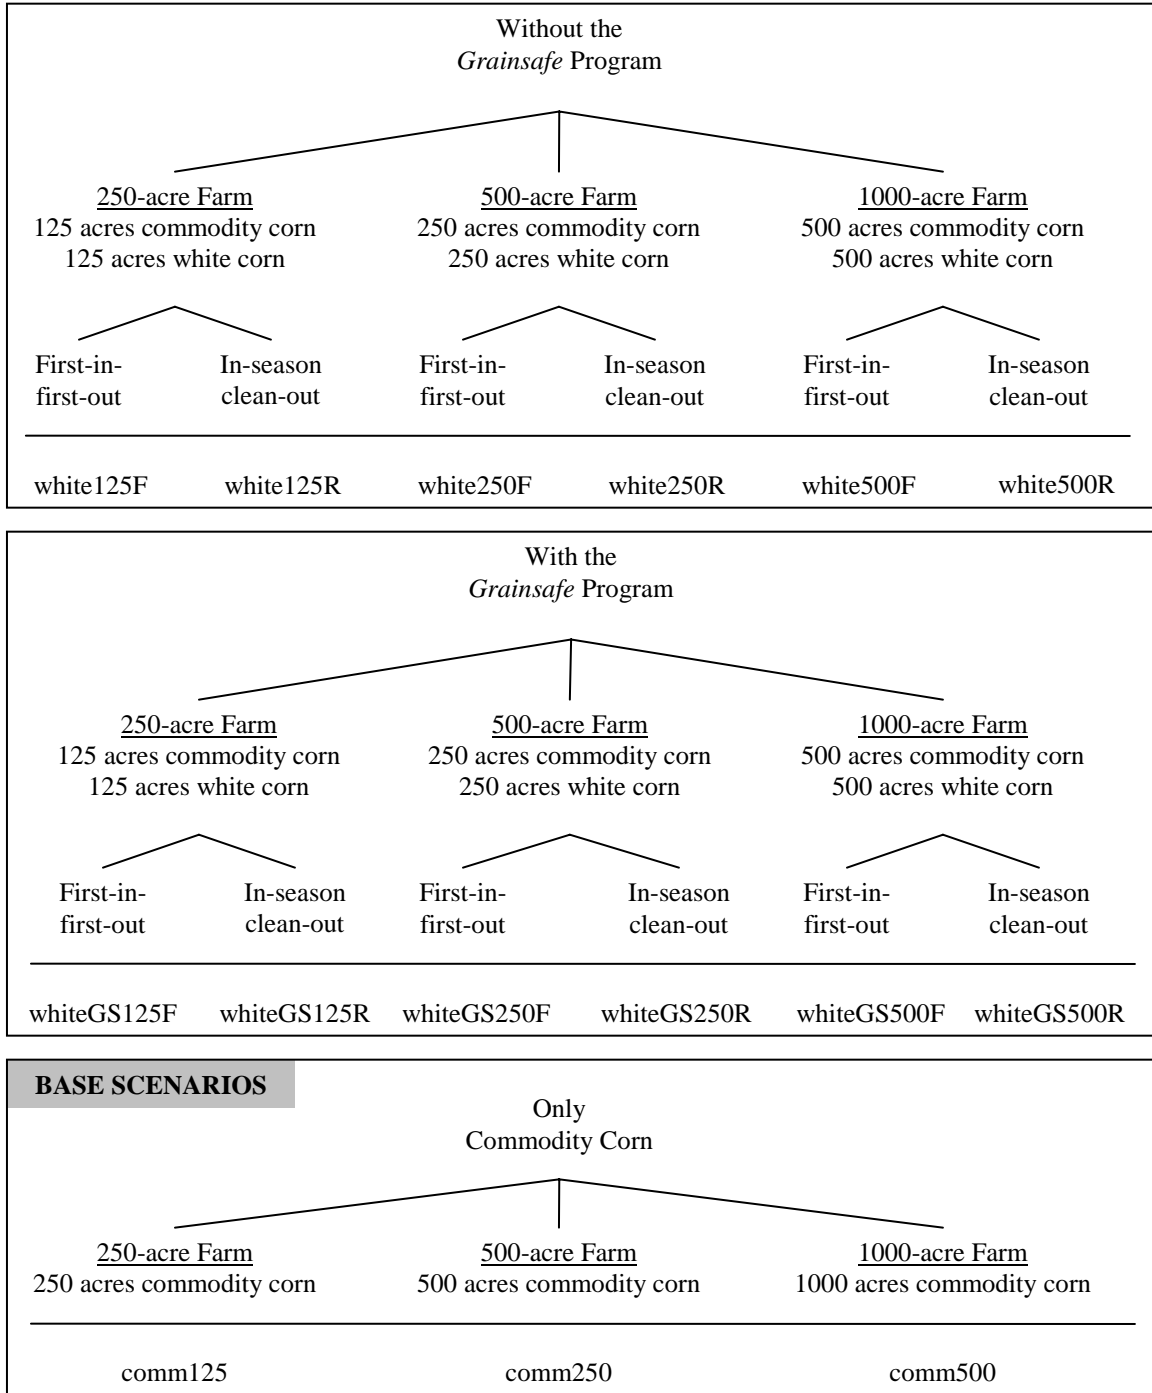 Without the
Grainsafe Program
250-acre Farm
125 acres commodity corn
125 acres white corn
500-acre Farm
250 acres commodity corn
250 acres white corn
1000-acre Farm
500 acres commodity corn
500 acres white corn
First-in-
first-out
In-season
clean-out
First-in-
first-out
In-season
clean-out
First-in-
first-out
In-season
clean-out
white125F
white125R
white250F
white250R
white500F
white500R
With the
Grainsafe Program
250-acre Farm
125 acres commodity corn
125 acres white corn
500-acre Farm
250 acres commodity corn
250 acres white corn
1000-acre Farm
500 acres commodity corn
500 acres white corn
First-in-
first-out
In-season
clean-out
First-in-
first-out
In-season
clean-out
First-in-
first-out
In-season
clean-out
whiteGS125F
whiteGS125R
whiteGS250F
whiteGS250R
whiteGS500F
whiteGS500R
BASE SCENARIOS
Only
Commodity Corn
250-acre Farm
250 acres commodity corn
500-acre Farm
500 acres commodity corn
1000-acre Farm
1000 acres commodity corn
comm125
comm250
comm500